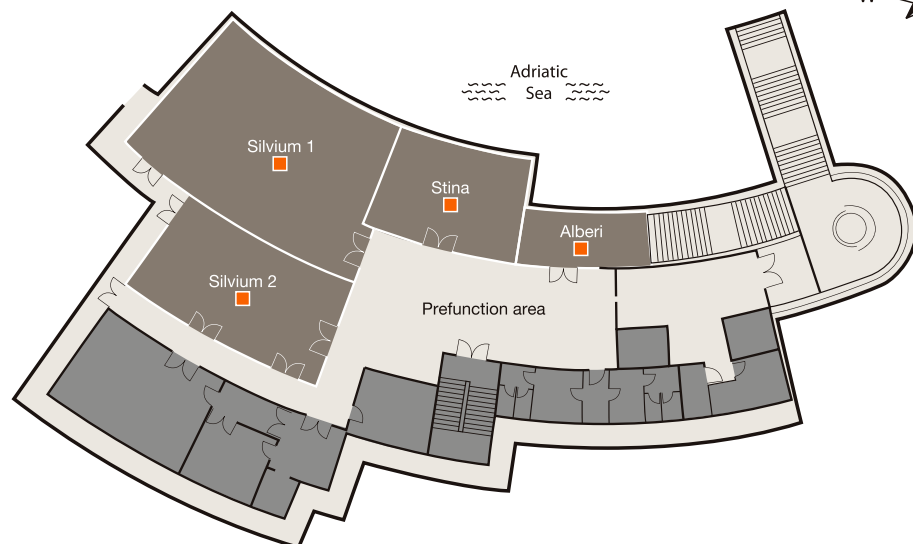 Adriatic
Sea
Silvium 1
Stina
Alberi
Silvium 2
Prefunction area